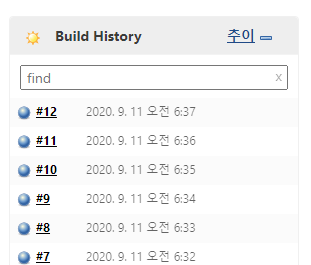 Build History 추이
find x
#12 2020. 9. 11 오전 6:37
#11 2020. 9. 11 오전 6:36
#10 2020. 9. 11 오전 6:35
#9 2020. 9. 11 오전 6:34
#8 2020. 9. 11 오전 6:33
#7 2020. 9. 11 오전 6:32